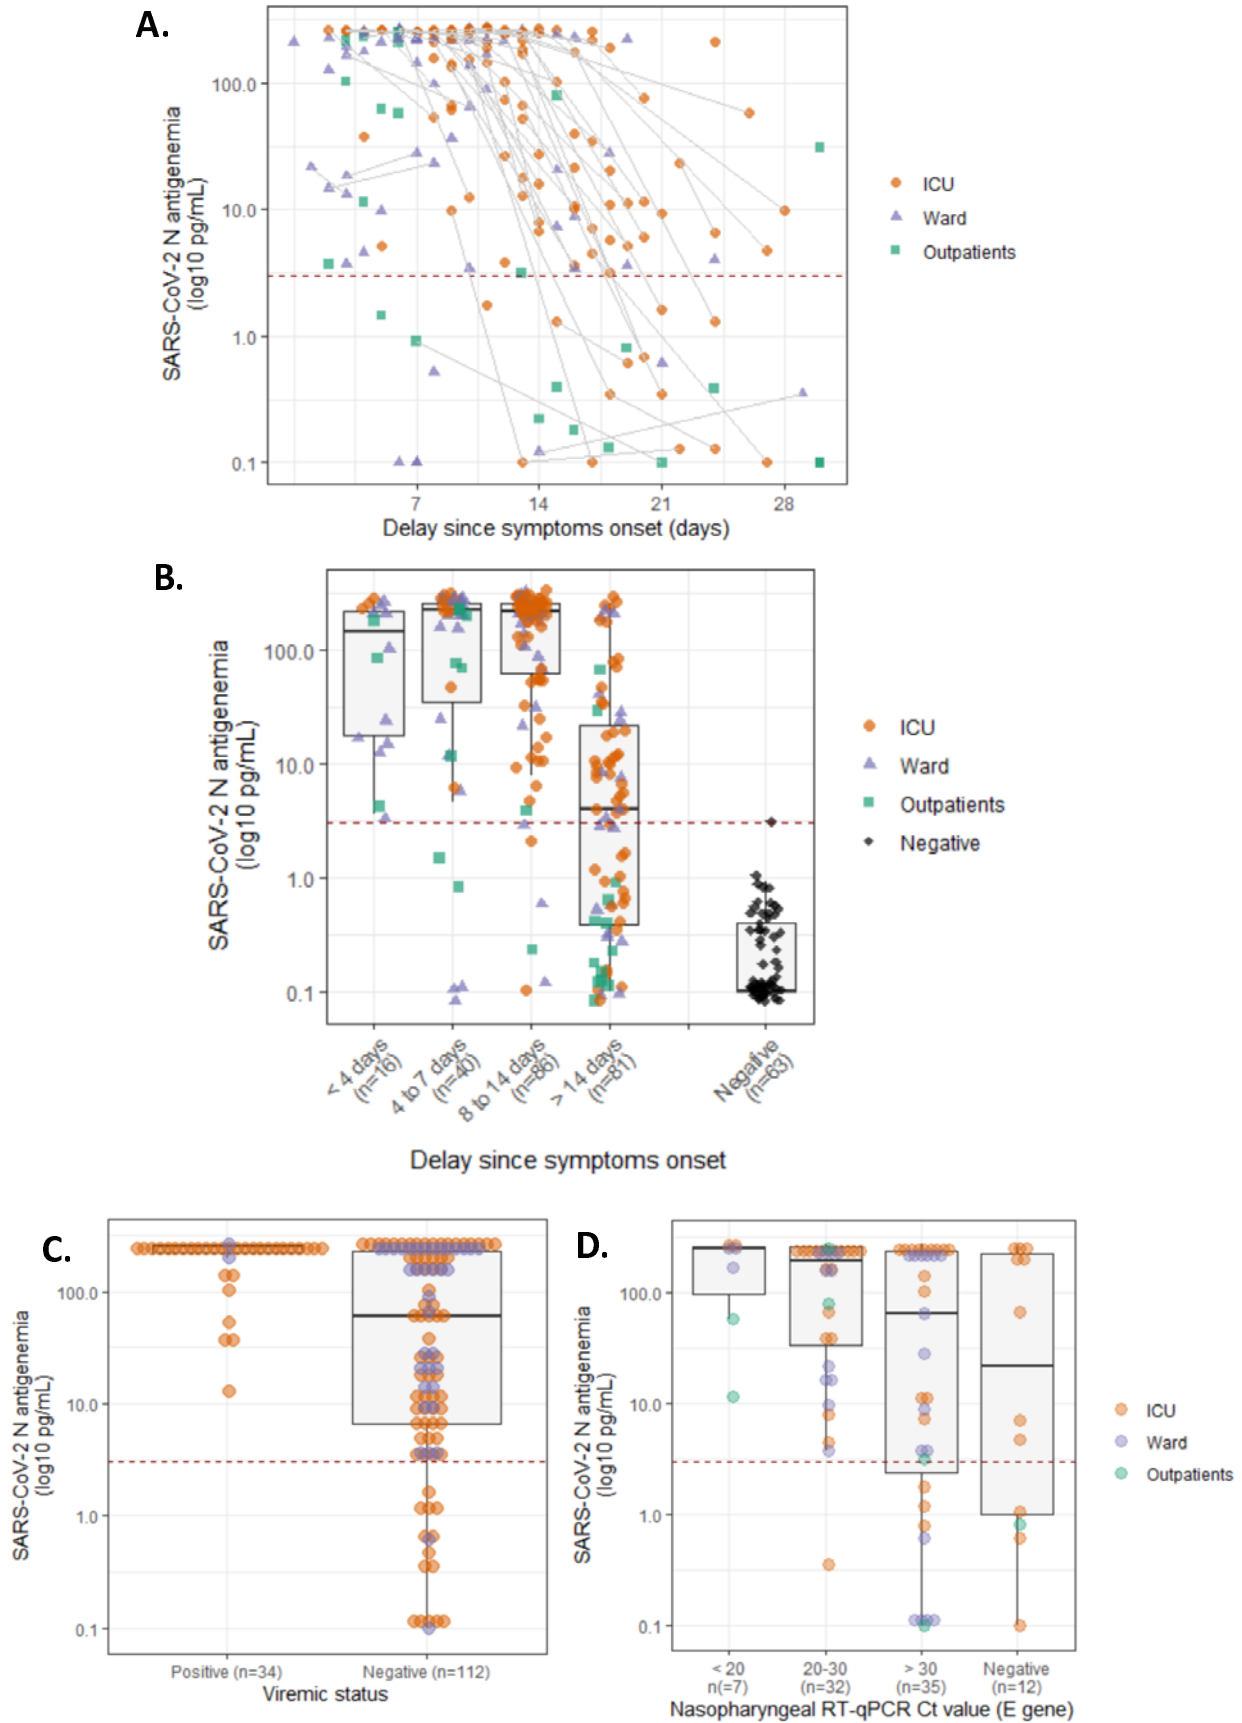 A.
SARS-CoV-2 N antigenemia
(log10 pg/mL)
100.0
10.0
1.0
0.1
7 14 21 28
Delay since symptoms onset (days)
ICU
Ward
Outpatients
B.
SARS-CoV-2 N antigenemia
(log10 pg/mL)
100.0
10.0
1.0
0.1
< 4 days
(n=16)
4 to 7 days
(n=40)
8 to 14 days
(n=86)
> 14 days
(n=81)
Negative
(n=63)
Delay since symptoms onset
ICU
Ward
Outpatients
Negative
C.
SARS-CoV-2 N antigenemia
(log10 pg/mL)
100.0
10.0
1.0
0.1
Positive (n=34)
Negative (n=112)
Viremic status
D.
SARS-CoV-2 N antigenemia
(log10 pg/mL)
100.0
10.0
1.0
0.1
< 20
n(=7)
20-30
(n=32)
> 30
(n=35)
Negative
(n=12)
Nasopharyngeal RT-qPCR Ct value (E gene)
ICU
Ward
Outpatients